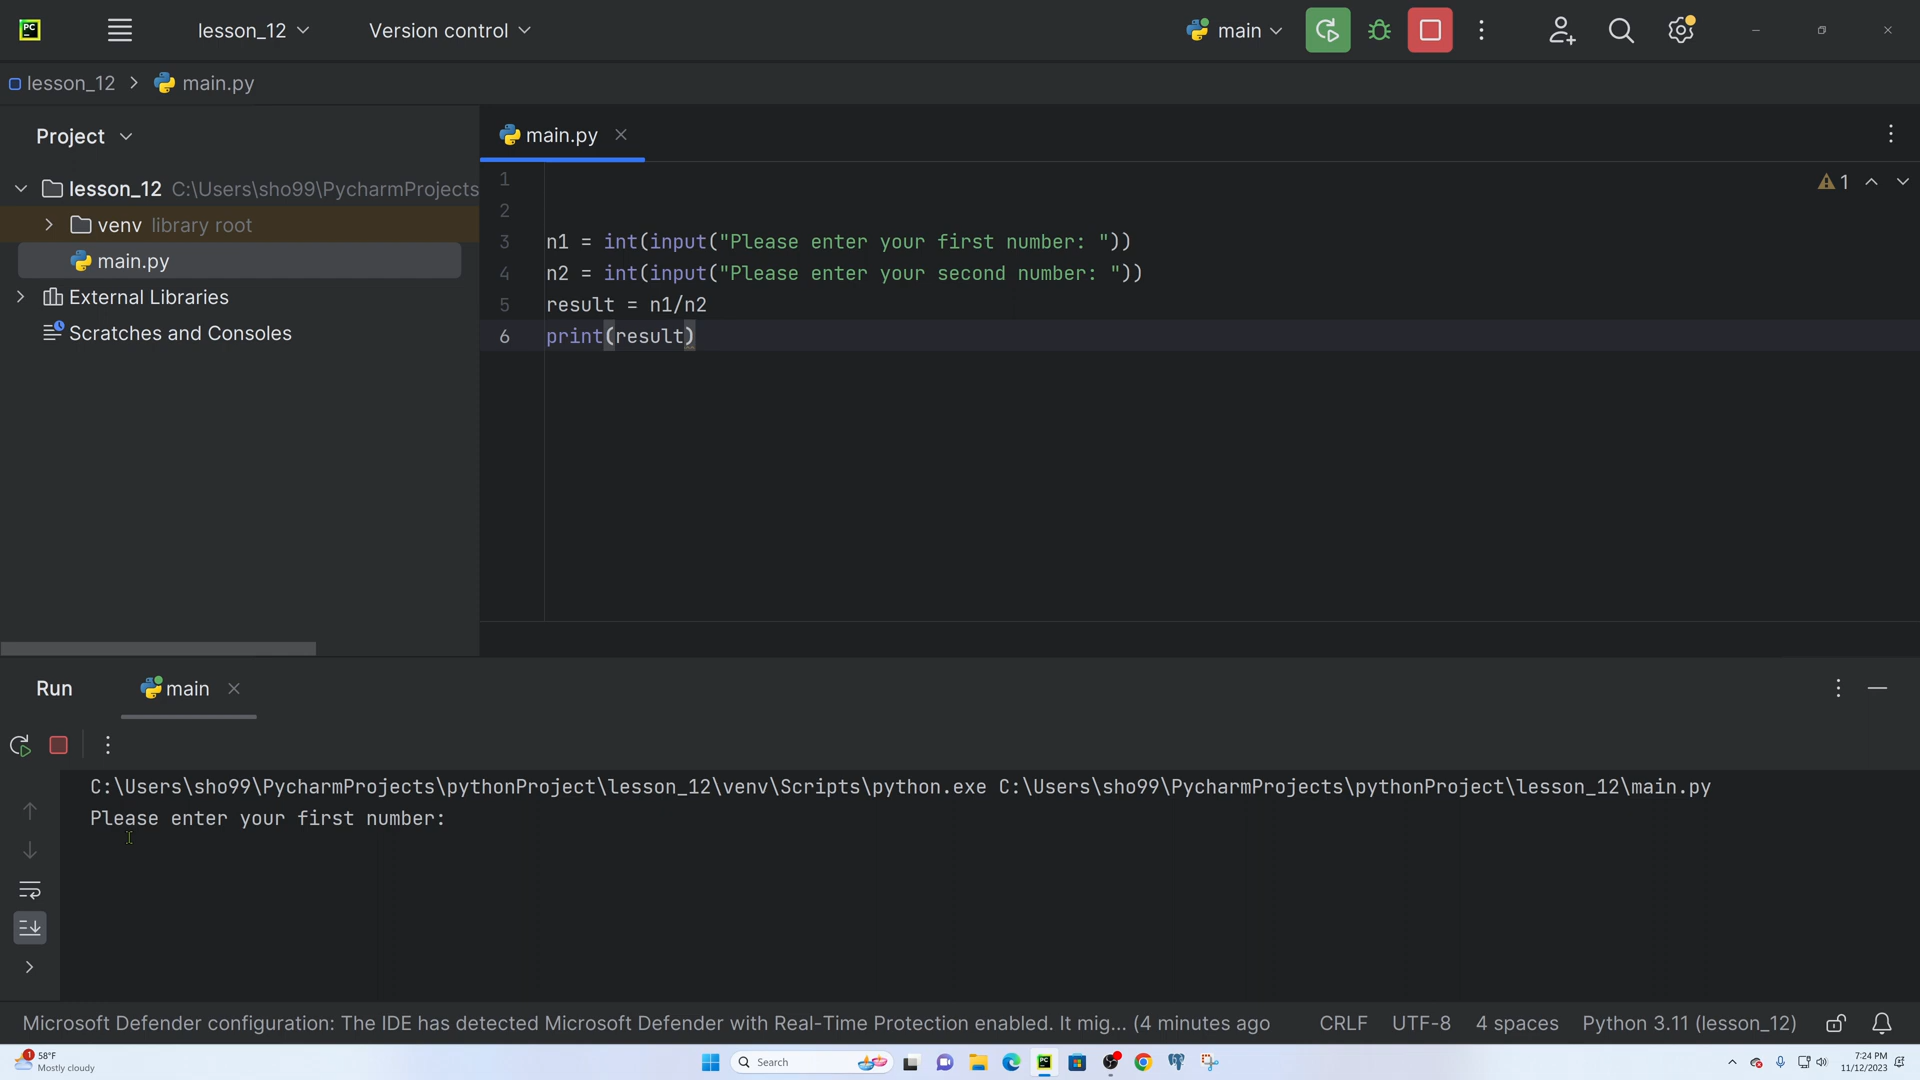 PC
lesson_12
Version control
main
lesson_12
main.py
Project
main.py
lesson_12 C:\Users\sho99\PycharmProjects
venv library root
main.py
External Libraries
Scratches and Consoles
1
1
2
3 n1 = int(input("Please enter your first number: "))
4 n2 = int(input("Please enter your second number: "))
5 result = n1/n2
6 print(result)
Run
main
C:\Users\sho99\PycharmProjects\pythonProject\lesson_12\venv\Scripts\python.exe C:\Users\sho99\PycharmProjects\pythonProject\lesson_12\main.py
Please enter your first number:
Microsoft Defender configuration: The IDE has detected Microsoft Defender with Real-Time Protection enabled. It mig... (4 minutes ago
CRLF
UTF-8
4 spaces
Python 3.11 (lesson_12)
1
58°F
Mostly cloudy
Search
PC
7:24 PM
11/12/2023